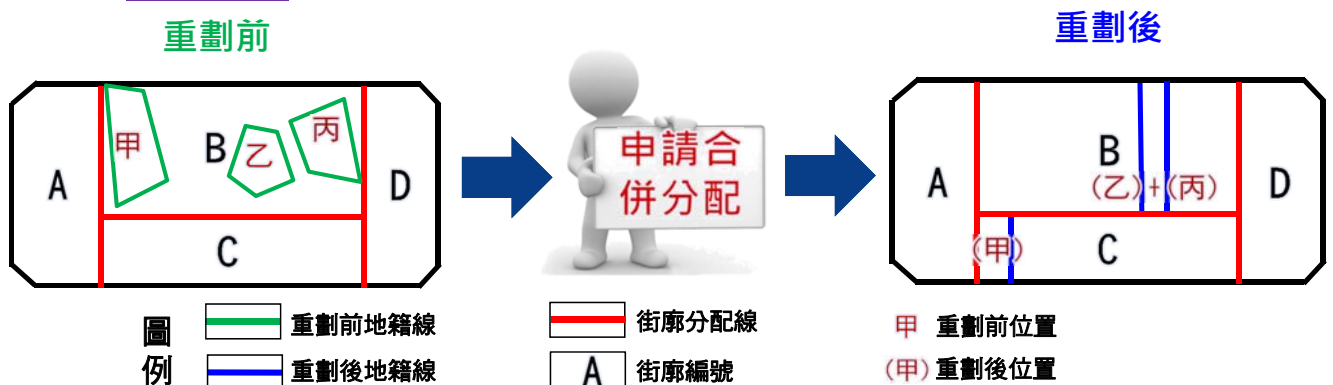 重劃前
重劃後
A
甲
B
乙
丙
D
C
申請合
併分配
A
B
(乙)+(丙)
D
(甲)
C
圖
例
重劃前地籍線
街廓分配線
甲 重劃前位置
重劃後地籍線
A 街廓編號
(甲) 重劃後位置